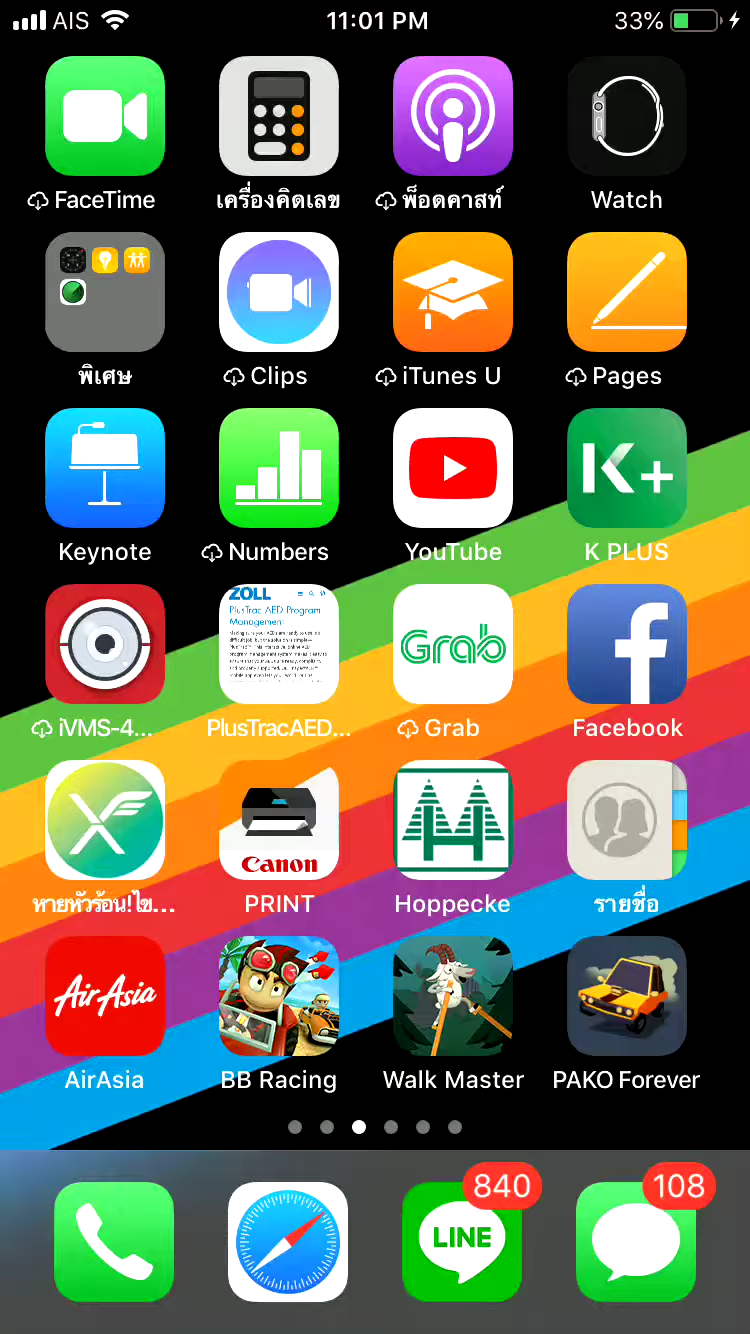 AIS
11:01 PM
33%
FaceTime
เครื่องคิดเลข
พ็อดคาสท์
Watch
พิเศษ
Clips
iTunes U
Pages
Keynote
Numbers
K+
YouTube
K PLUS
ZOLL
PlusTrac AED Program
Management
Grab
iVMS-4...
PlusTracAED...
Grab
Facebook
Canon
ทายหัวร้อน!ไข...
PRINT
Hoppecke
รายชื่อ
AirAsia
AirAsia
BB Racing
Walk Master
PAKO Forever
840
108
LINE